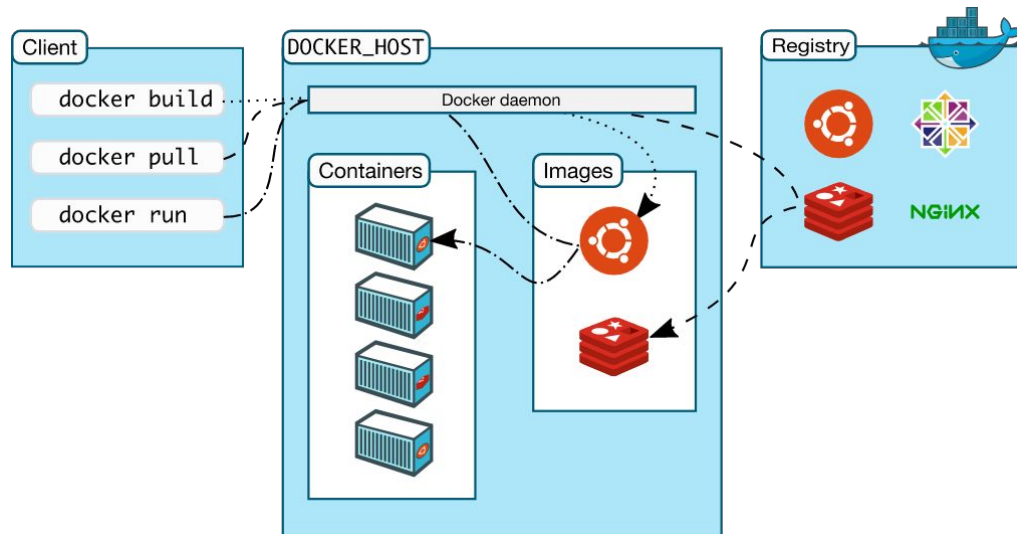 Client
docker build
docker pull
docker run
DOCKER_HOST
Docker daemon
Containers
Images
Registry
NGiNX